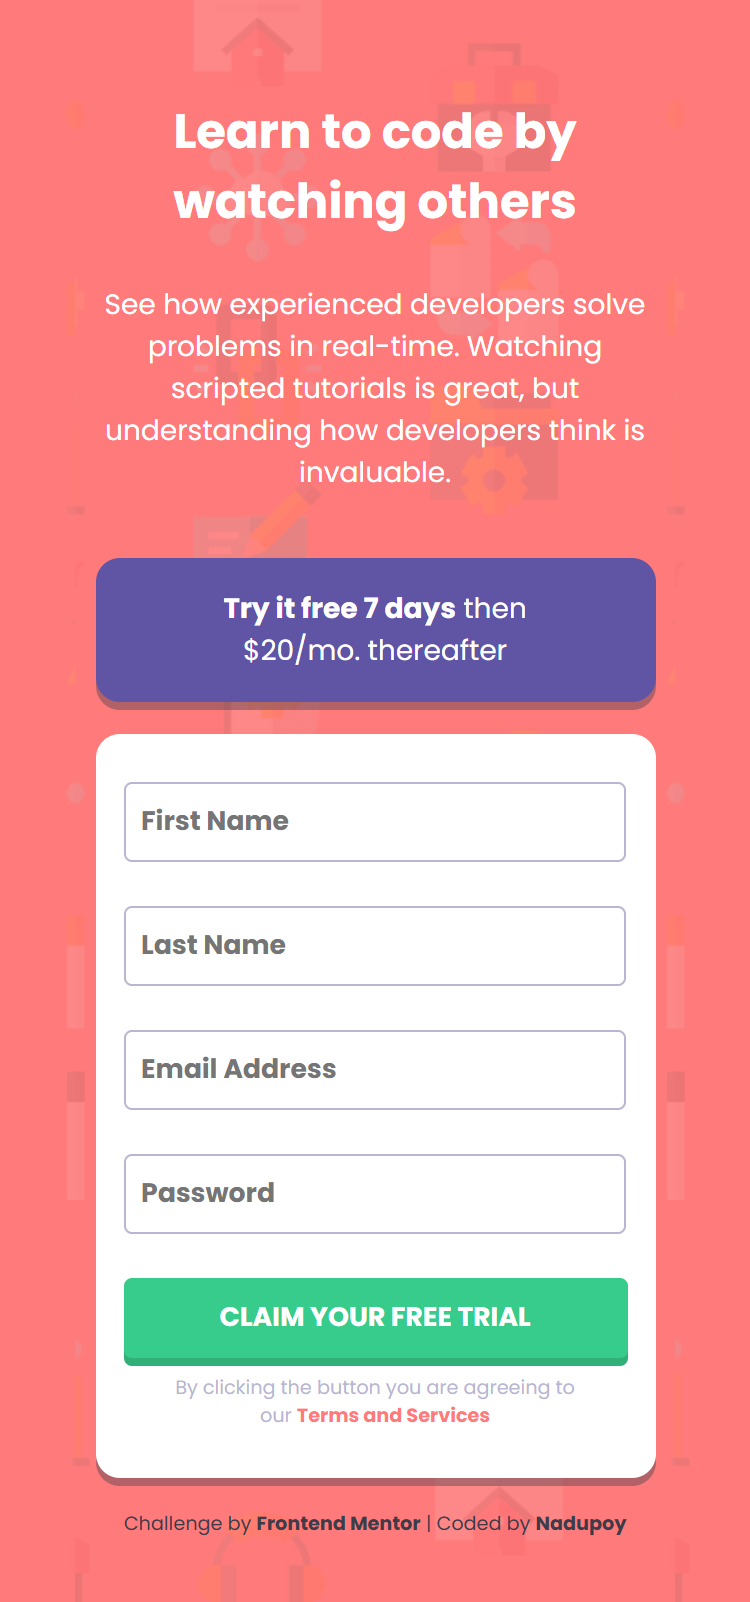 Learn to code by
watching others
See how experienced developers solve
problems in real-time. Watching
scripted tutorials is great, but
understanding how developers think is
invaluable.
Try it free 7 days then
$20/mo. thereafter
First Name
Last Name
Email Address
Password
CLAIM YOUR FREE TRIAL
By clicking the button you are agreeing to
our Terms and Services
Challenge by Frontend Mentor | Coded by Nadupoy